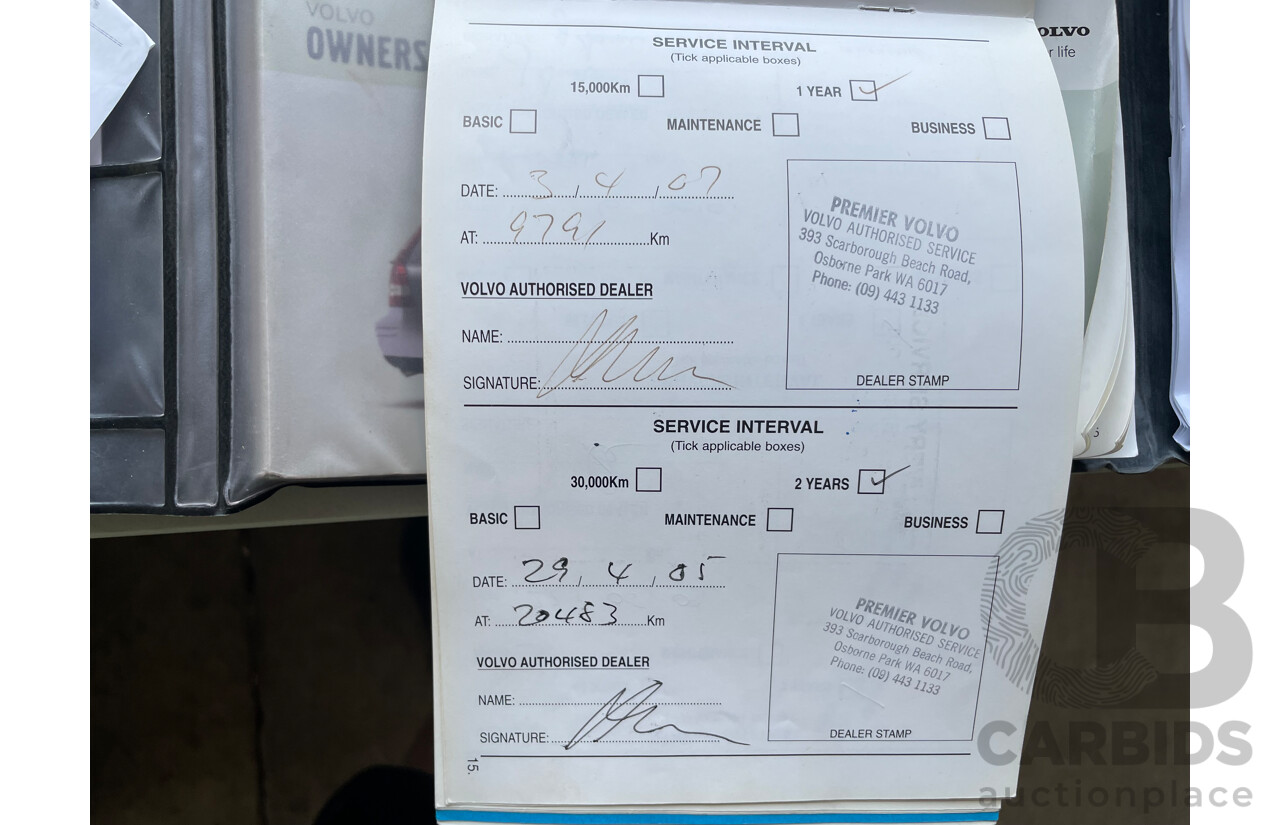 VOLVO
OWNERS
OLVO
r life
SERVICE INTERVAL
(Tick applicable boxes)
15,000Km 1 YEAR
BASIC MAINTENANCE BUSINESS
DATE: 3 / 4 / 07
AT: 9791 Km
VOLVO AUTHORISED DEALER
NAME:
SIGNATURE:
PREMIER VOLVO
VOLVO AUTHORISED SERVICE
393 Scarborough Beach Road,
Osborne Park WA 6017
Phone: (09) 443 1133
DEALER STAMP
SERVICE INTERVAL
(Tick applicable boxes)
30,000Km 2 YEARS
BASIC MAINTENANCE BUSINESS
DATE: 29 / 4 / 05
AT: 20483 Km
VOLVO AUTHORISED DEALER
NAME:
SIGNATURE:
PREMIER VOLVO
VOLVO AUTHORISED SERVICE
393 Scarborough Beach Road,
Osborne Park WA 6017
Phone: (09) 443 1133
DEALER STAMP
15.
CB
CARBIDS
auctionplace